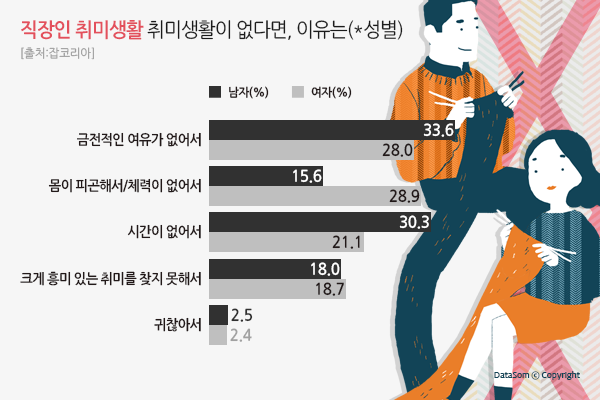 직장인 취미생활 취미생활이 없다면, 이유는(*성별)
[출처:잡코리아]
남자(%) 여자(%)
금전적인 여유가 없어서 33.6
28.0
몸이 피곤해서/체력이 없어서 15.6
28.9
시간이 없어서 30.3
21.1
크게 흥미 있는 취미를 찾지 못해서 18.0
18.7
귀찮아서 2.5
2.4
DataSom ⓒ Copyright